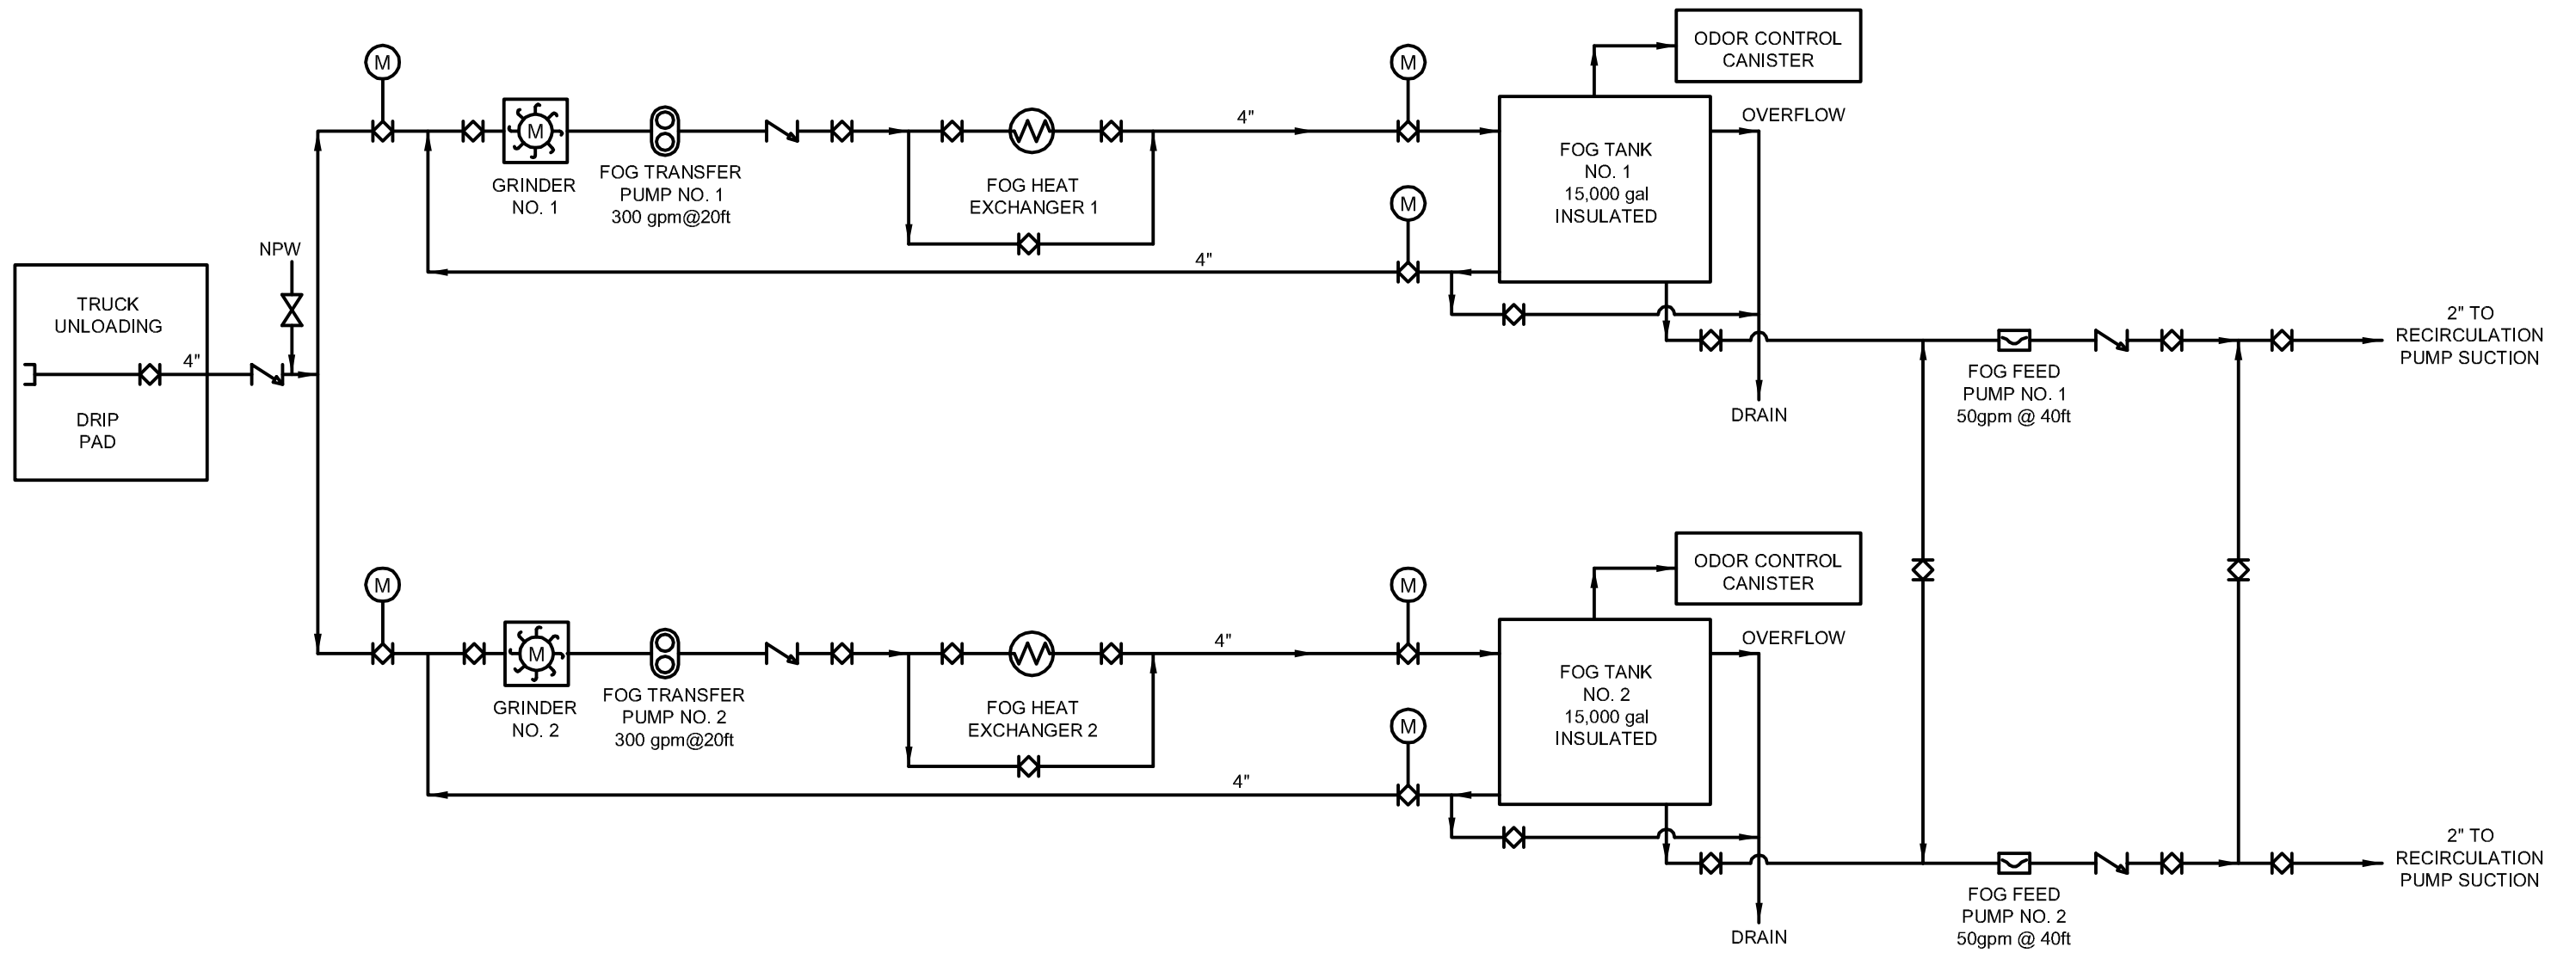 ODOR CONTROL
CANISTER
M
M
4"
OVERFLOW
M
FOG TANK
NO. 1
15,000 gal
INSULATED
GRINDER
NO. 1
FOG TRANSFER
PUMP NO. 1
300 gpm@20ft
FOG HEAT
EXCHANGER 1
M
4"
NPW
TRUCK
UNLOADING
4"
DRIP
PAD
2" TO
RECIRCULATION
PUMP SUCTION
FOG FEED
PUMP NO. 1
50gpm @ 40ft
DRAIN
ODOR CONTROL
CANISTER
M
M
4"
OVERFLOW
M
FOG TANK
NO. 2
15,000 gal
INSULATED
GRINDER
NO. 2
FOG TRANSFER
PUMP NO. 2
300 gpm@20ft
FOG HEAT
EXCHANGER 2
M
4"
2" TO
RECIRCULATION
PUMP SUCTION
FOG FEED
PUMP NO. 2
50gpm @ 40ft
DRAIN